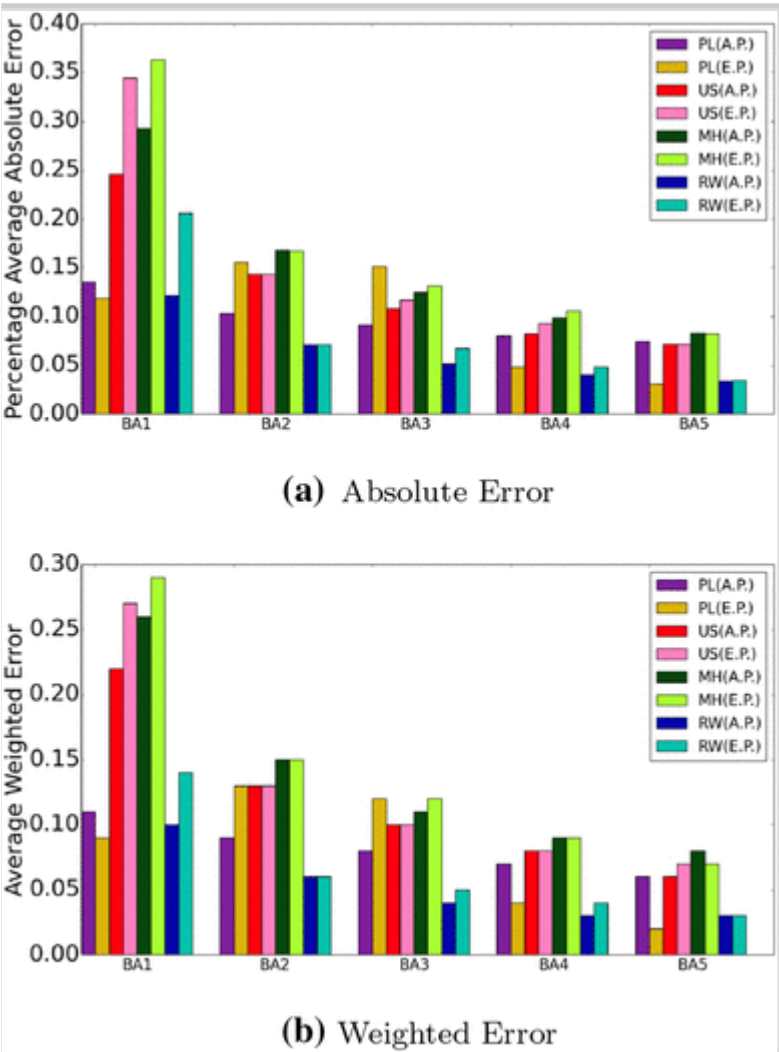 Percentage Average Absolute Error
0.40
0.35
0.30
0.25
0.20
0.15
0.10
0.05
0.00
PL(A.P.)
PL(E.P.)
US(A.P.)
US(E.P.)
MH(A.P.)
MH(E.P.)
RW(A.P.)
RW(E.P.)
BA1 BA2 BA3 BA4 BA5
(a) Absolute Error
Average Weighted Error
0.30
0.25
0.20
0.15
0.10
0.05
0.00
PL(A.P.)
PL(E.P.)
US(A.P.)
US(E.P.)
MH(A.P.)
MH(E.P.)
RW(A.P.)
RW(E.P.)
BA1 BA2 BA3 BA4 BA5
(b) Weighted Error